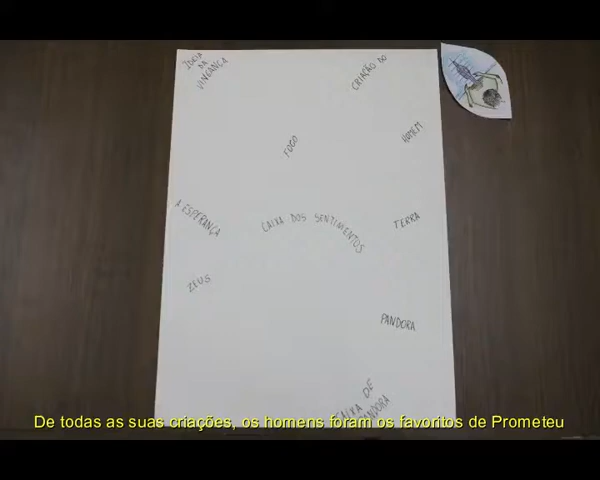 IDEIA
DA
VINGANÇA
CRIAÇÃO DO
HOMEM
FOGO
A ESPERANÇA
CAIXA DOS SENTIMENTOS
TERRA
ZEUS
PANDORA
CAIXA DE
PANDORA
De todas as suas criações, os homens foram os favoritos de Prometeu